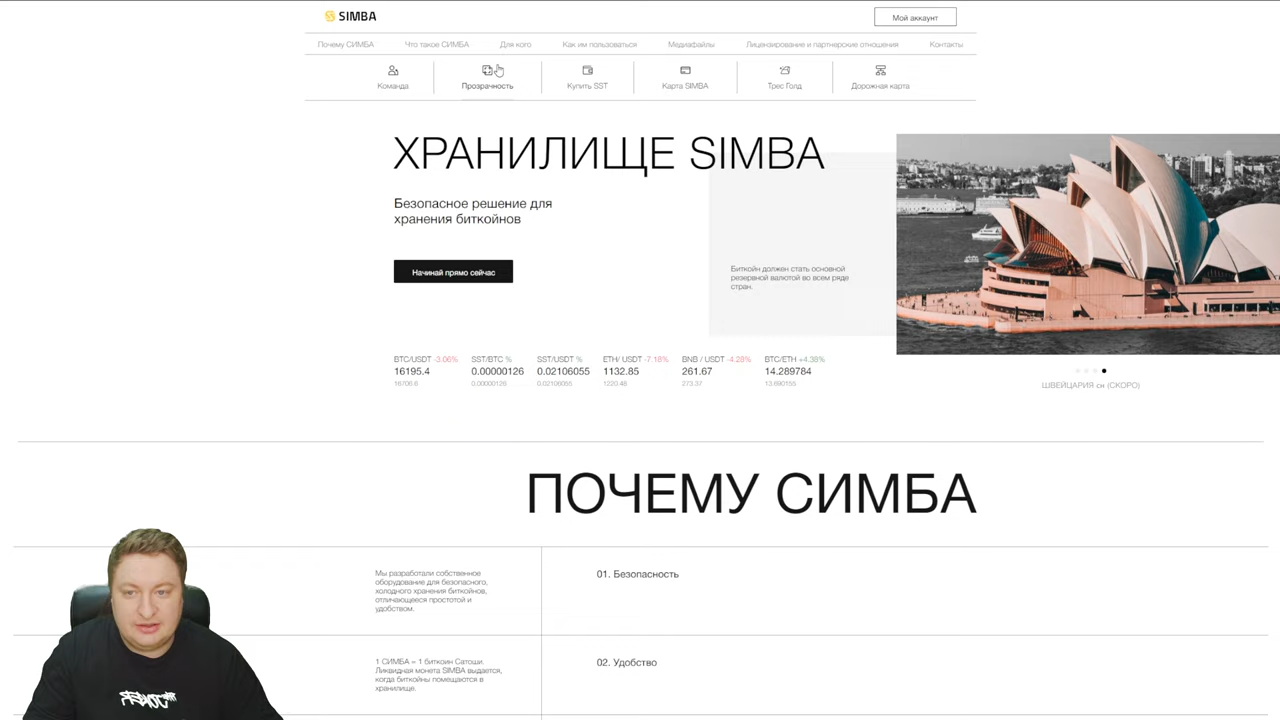 SIMBA
Мой аккаунт
Почему СИМБА
Что такое СИМБА
Для кого
Как им пользоваться
Медиафайлы
Лицензирование и партнерские отношения
Контакты
Команда
Прозрачность
Купить SST
Карта SIMBA
Трес Голд
Дорожная карта
ХРАНИЛИЩЕ SIMBA
Безопасное решение для
хранения биткойнов
Начинай прямо сейчас
Биткойн должен стать основной
резервной валютой во всем ряде
стран.
BTC/USDT -3.06%
16195.4
16706.6
SST/BTC %
0.00000126
0.00000126
SST/USDT %
0.02106055
0.02106055
ETH/ USDT -7.18%
1132.85
1220.48
BNB / USDT -4.28%
261.67
273.37
BTC/ETH +4.38%
14.289784
13.690155
ШВЕЙЦАРИЯ сн (СКОРО)
ПОЧЕМУ СИМБА
Мы разработали собственное
оборудование для безопасного,
холодного хранения биткойнов,
отличающееся простотой и
удобством.
01. Безопасность
1 СИМБА = 1 биткоин Сатоши.
Ликвидная монета SIMBA выдается,
когда биткойны помещаются в
хранилище.
02. Удобство